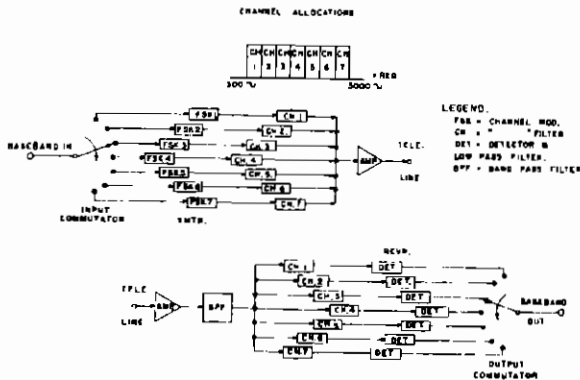 CHANNEL ALLOCATIONS
CH 1 CH 2 CH 3 CH 4 CH 5 CH 6 CH 7
300 FREQ 3000
LEGEND.
FSK = CHANNEL MOD.
CH = " " FILTER
DET = DETECTOR &
LOW PASS FILTER.
BPF = BAND PASS FILTER
FSK.1 CH.1
FSK.2 CH.2.
FSK.3 CH.3
FSK.4 CH.4
FSK.5 CH.5.
FSK.6 CH.6
FSK.7 CH.7.
BASEBAND IN
INPUT
COMMUTATOR
XMTR.
AMP
TELE.
LINE
RCVR.
TELE
LINE
AMP
BPF
CH.1. DET
CH.2 DET.
CH.3 DET
CH.4 DET
CH.5 DET
CH.6 DET
CH.7 DET
BASEBAND
OUT
OUTPUT
COMMUTATOR